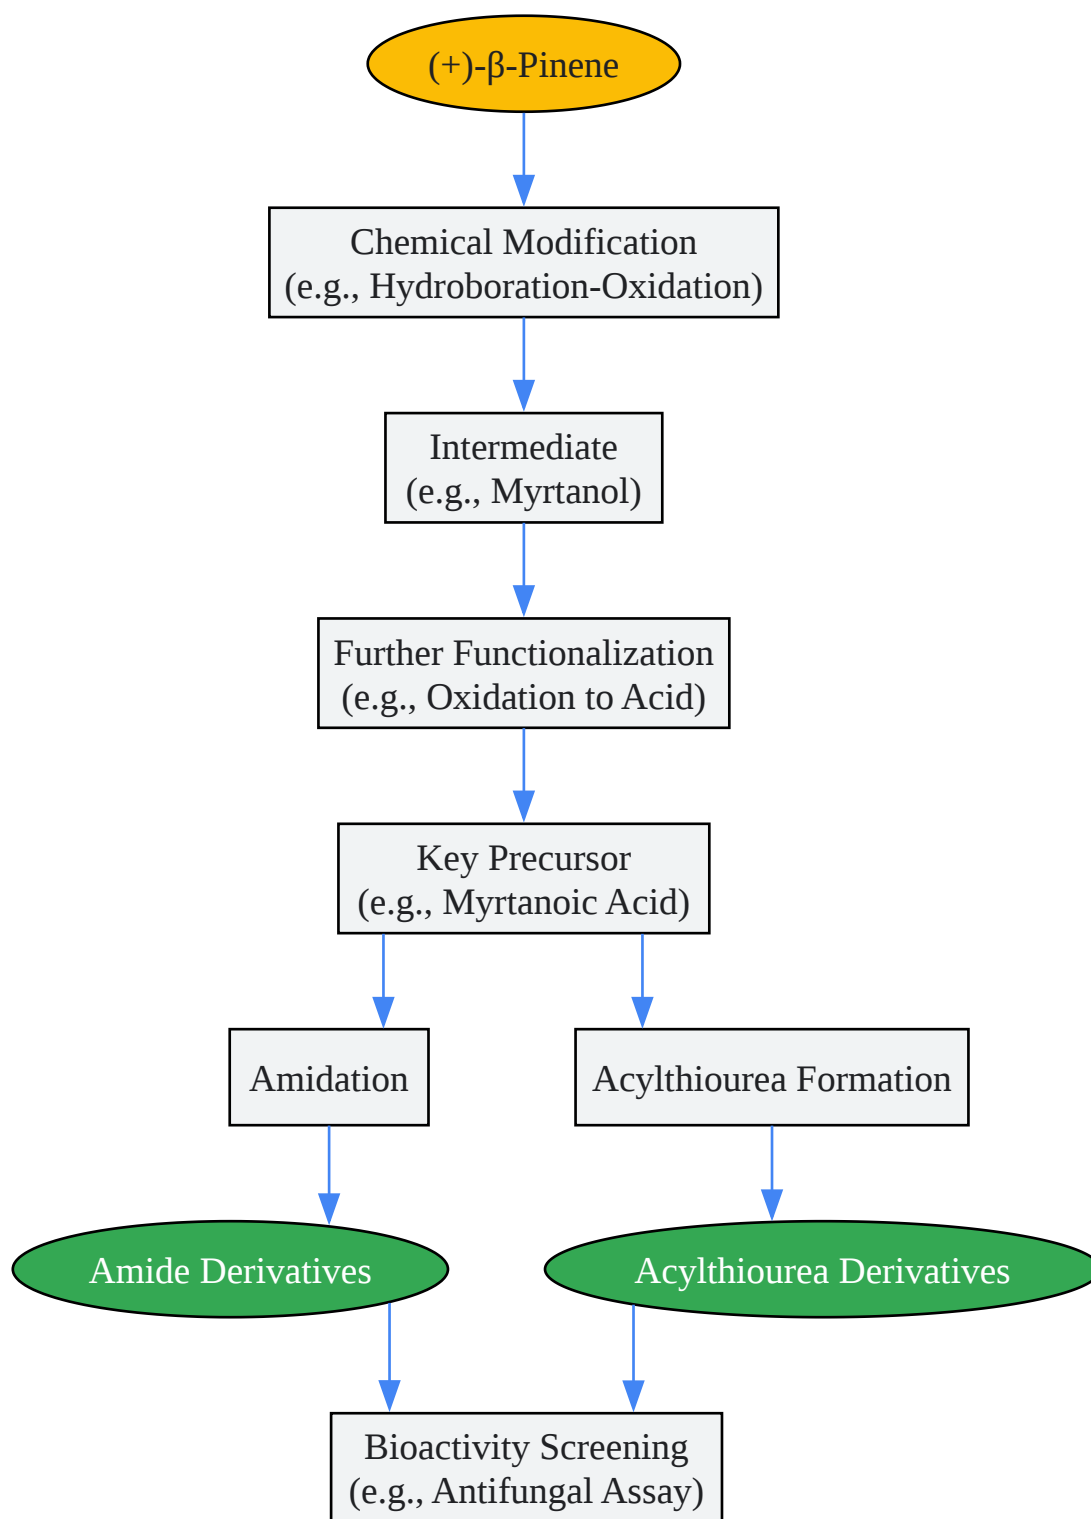 (+)-β-Pinene
Chemical Modification
(e.g., Hydroboration-Oxidation)
Intermediate
(e.g., Myrtanol)
Further Functionalization
(e.g., Oxidation to Acid)
Key Precursor
(e.g., Myrtanoic Acid)
Amidation
Acylthiourea Formation
Amide Derivatives
Acylthiourea Derivatives
Bioactivity Screening
(e.g., Antifungal Assay)